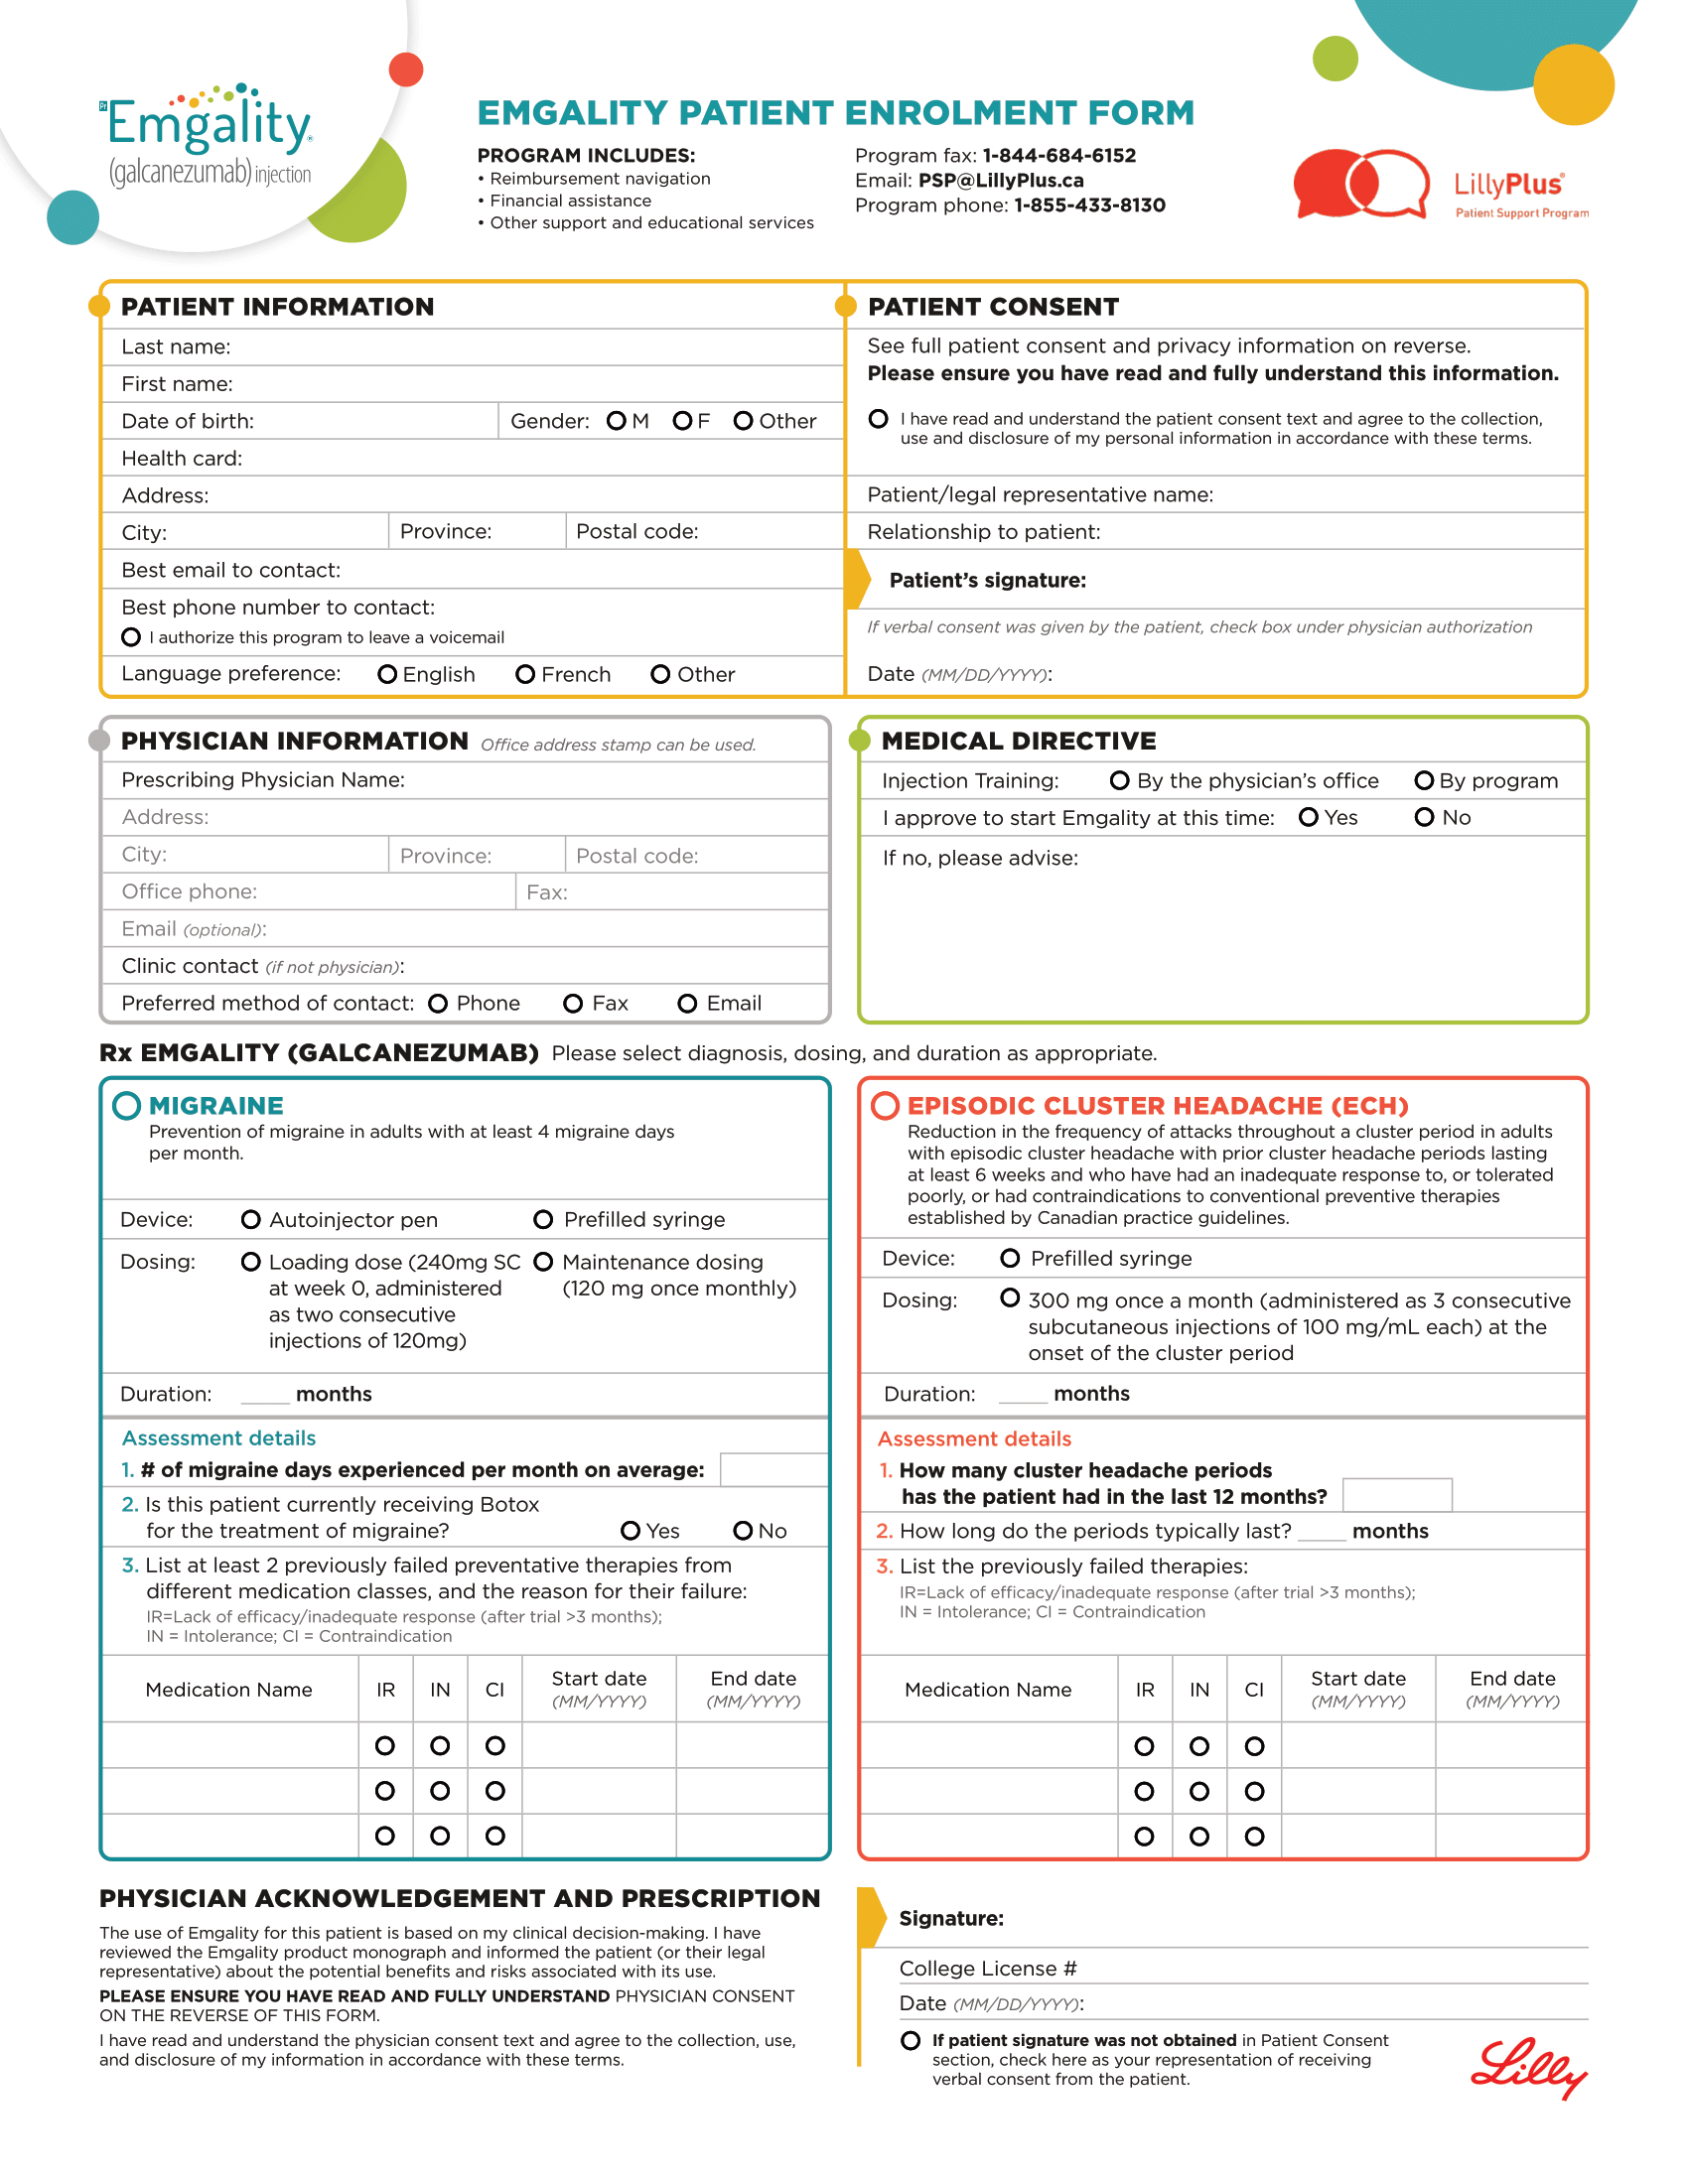 Pr Emgality®
(galcanezumab) injection
EMGALITY PATIENT ENROLMENT FORM
PROGRAM INCLUDES:
• Reimbursement navigation
• Financial assistance
• Other support and educational services
Program fax: 1-844-684-6152
Email: PSP@LillyPlus.ca
Program phone: 1-855-433-8130
LillyPlus®
Patient Support Program
PATIENT INFORMATION
Last name:
First name:
Date of birth: Gender: M F Other
Health card:
Address:
City: Province: Postal code:
Best email to contact:
Best phone number to contact:
I authorize this program to leave a voicemail
Language preference: English French Other
PATIENT CONSENT
See full patient consent and privacy information on reverse.
Please ensure you have read and fully understand this information.
I have read and understand the patient consent text and agree to the collection,
use and disclosure of my personal information in accordance with these terms.
Patient/legal representative name:
Relationship to patient:
Patient's signature:
If verbal consent was given by the patient, check box under physician authorization
Date (MM/DD/YYYY):
PHYSICIAN INFORMATION Office address stamp can be used.
Prescribing Physician Name:
Address:
City: Province: Postal code:
Office phone: Fax:
Email (optional):
Clinic contact (if not physician):
Preferred method of contact: Phone Fax Email
MEDICAL DIRECTIVE
Injection Training: By the physician's office By program
I approve to start Emgality at this time: Yes No
If no, please advise:
Rx EMGALITY (GALCANEZUMAB) Please select diagnosis, dosing, and duration as appropriate.
MIGRAINE
Prevention of migraine in adults with at least 4 migraine days
per month.
Device: Autoinjector pen Prefilled syringe
Dosing: Loading dose (240mg SC Maintenance dosing
at week 0, administered (120 mg once monthly)
as two consecutive
injections of 120mg)
Duration: ____ months
Assessment details
1. # of migraine days experienced per month on average:
2. Is this patient currently receiving Botox
for the treatment of migraine? Yes No
3. List at least 2 previously failed preventative therapies from
different medication classes, and the reason for their failure:
IR=Lack of efficacy/inadequate response (after trial >3 months);
IN = Intolerance; CI = Contraindication
Medication Name IR IN CI Start date (MM/YYYY) End date (MM/YYYY)
EPISODIC CLUSTER HEADACHE (ECH)
Reduction in the frequency of attacks throughout a cluster period in adults
with episodic cluster headache with prior cluster headache periods lasting
at least 6 weeks and who have had an inadequate response to, or tolerated
poorly, or had contraindications to conventional preventive therapies
established by Canadian practice guidelines.
Device: Prefilled syringe
Dosing: 300 mg once a month (administered as 3 consecutive
subcutaneous injections of 100 mg/mL each) at the
onset of the cluster period
Duration: ____ months
Assessment details
1. How many cluster headache periods
has the patient had in the last 12 months?
2. How long do the periods typically last? ____ months
3. List the previously failed therapies:
IR=Lack of efficacy/inadequate response (after trial >3 months);
IN = Intolerance; CI = Contraindication
Medication Name IR IN CI Start date (MM/YYYY) End date (MM/YYYY)
PHYSICIAN ACKNOWLEDGEMENT AND PRESCRIPTION
The use of Emgality for this patient is based on my clinical decision-making. I have
reviewed the Emgality product monograph and informed the patient (or their legal
representative) about the potential benefits and risks associated with its use.
PLEASE ENSURE YOU HAVE READ AND FULLY UNDERSTAND PHYSICIAN CONSENT
ON THE REVERSE OF THIS FORM.
I have read and understand the physician consent text and agree to the collection, use,
and disclosure of my information in accordance with these terms.
Signature:
College License #
Date (MM/DD/YYYY):
If patient signature was not obtained in Patient Consent
section, check here as your representation of receiving
verbal consent from the patient.
Lilly